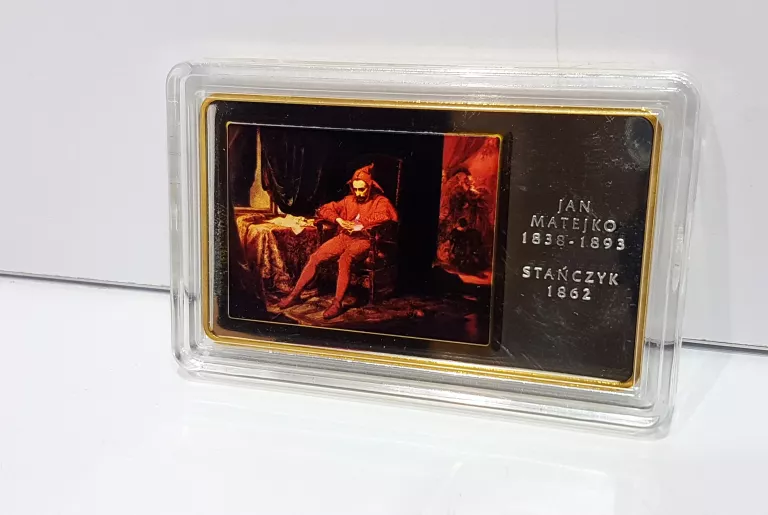 JAN
MATEJKO
1838-1893
STAŃCZYK
1862